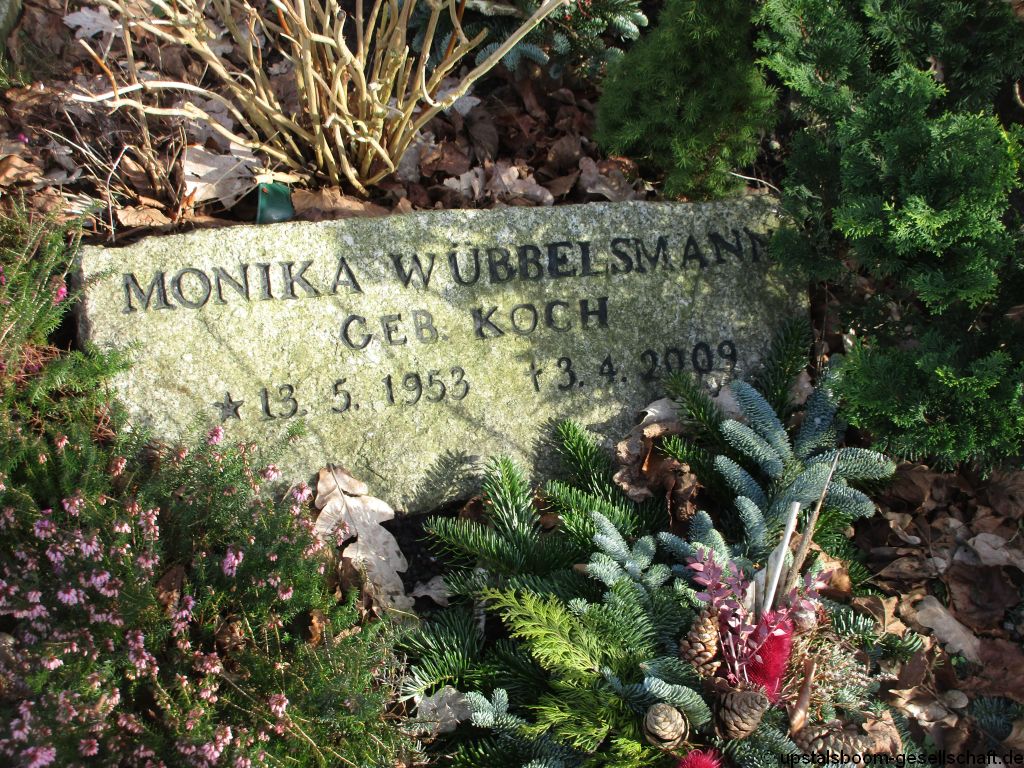 MONIKA WÜBBELSMANN
GEB. KOCH
★ 13. 5. 1953 † 3. 4. 2009
upstalsboom-gesellschaft.de